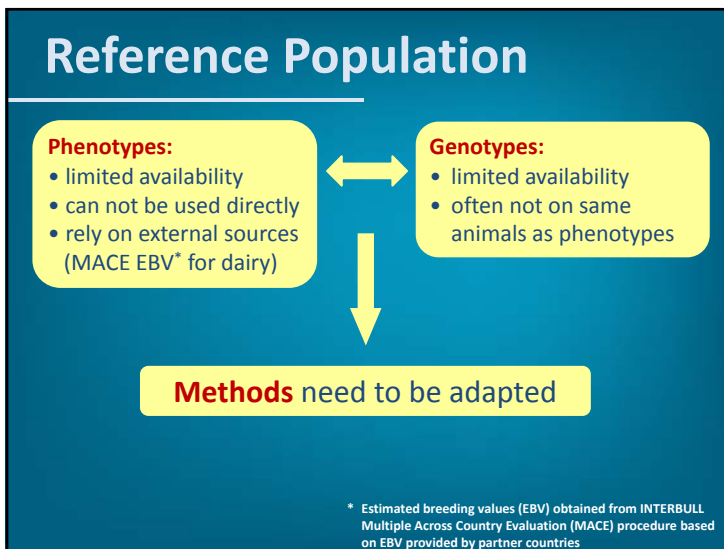 Reference Population
Phenotypes:
• limited availability
• can not be used directly
• rely on external sources
(MACE EBV* for dairy)
Genotypes:
• limited availability
• often not on same
animals as phenotypes
Methods need to be adapted
* Estimated breeding values (EBV) obtained from INTERBULL
Multiple Across Country Evaluation (MACE) procedure based
on EBV provided by partner countries